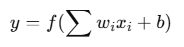 y = f(∑ wᵢxᵢ + b)